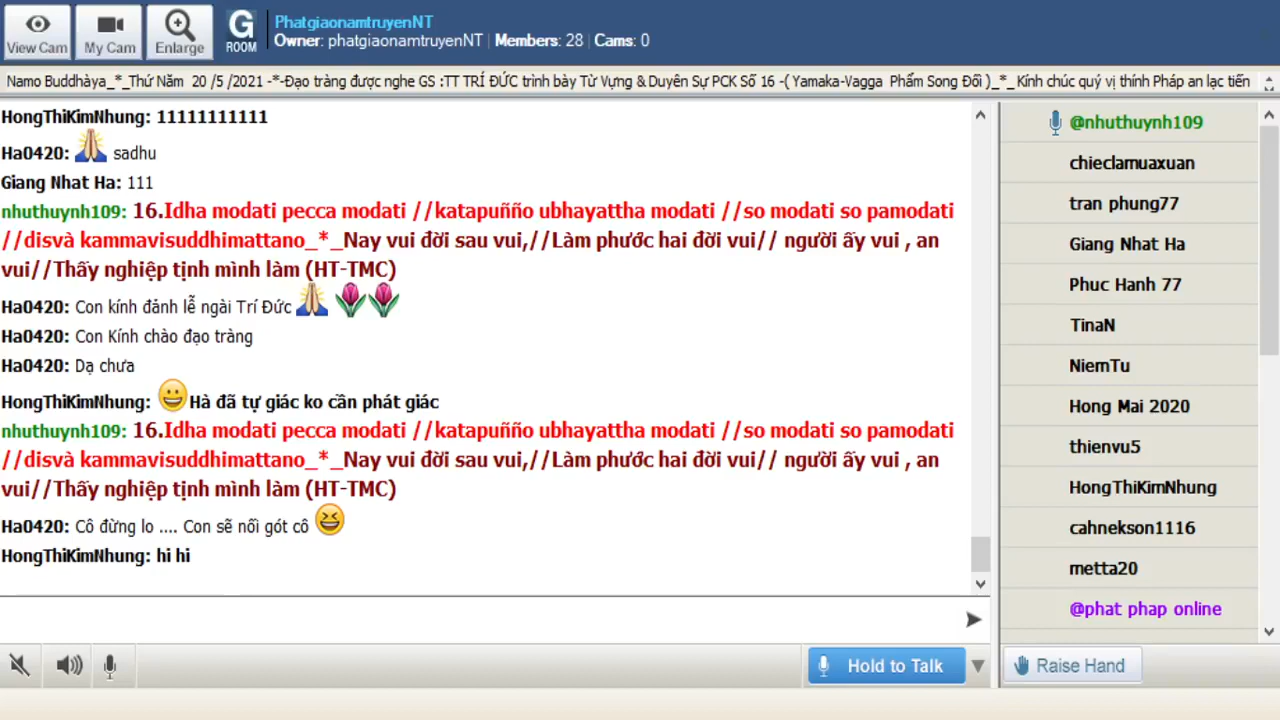 View Cam
My Cam
Enlarge
G
ROOM
PhatgiaonamtruyenNT
Owner: phatgiaonamtruyenNT | Members: 28 | Cams: 0
Namo Buddhàya_*_Thứ Năm 20 /5 /2021 -*-Đạo tràng được nghe GS :TT TRÍ ĐỨC trình bày Từ Vựng & Duyên Sự PCK Số 16 -( Yamaka-Vagga Phẩm Song Đối )_*_ Kính chúc quý vị thính Pháp an lạc tiến
HongThiKimNhung: 11111111111
Ha0420: sadhu
Giang Nhat Ha: 111
nhuthuynh109: 16.Idha modati pecca modati //katapuñño ubhayattha modati //so modati so pamodati
//disvà kammavisuddhimattano_*_Nay vui đời sau vui,//Làm phước hai đời vui// người ấy vui , an
vui//Thấy nghiệp tịnh mình làm (HT-TMC)
Ha0420: Con kính đảnh lễ ngài Trí Đức
Ha0420: Con Kính chào đạo tràng
Ha0420: Dạ chưa
HongThiKimNhung: Hà đã tự giác ko cần phát giác
nhuthuynh109: 16.Idha modati pecca modati //katapuñño ubhayattha modati //so modati so pamodati
//disvà kammavisuddhimattano_*_Nay vui đời sau vui,//Làm phước hai đời vui// người ấy vui , an
vui//Thấy nghiệp tịnh mình làm (HT-TMC)
Ha0420: Cô đừng lo .... Con sẽ nối gót cô
HongThiKimNhung: hi hi
Hold to Talk
@nhuthuynh109
chieclamuaxuan
tran phung77
Giang Nhat Ha
Phuc Hanh 77
TinaN
NiemTu
Hong Mai 2020
thienvu5
HongThiKimNhung
cahnekson1116
metta20
@phat phap online
Raise Hand